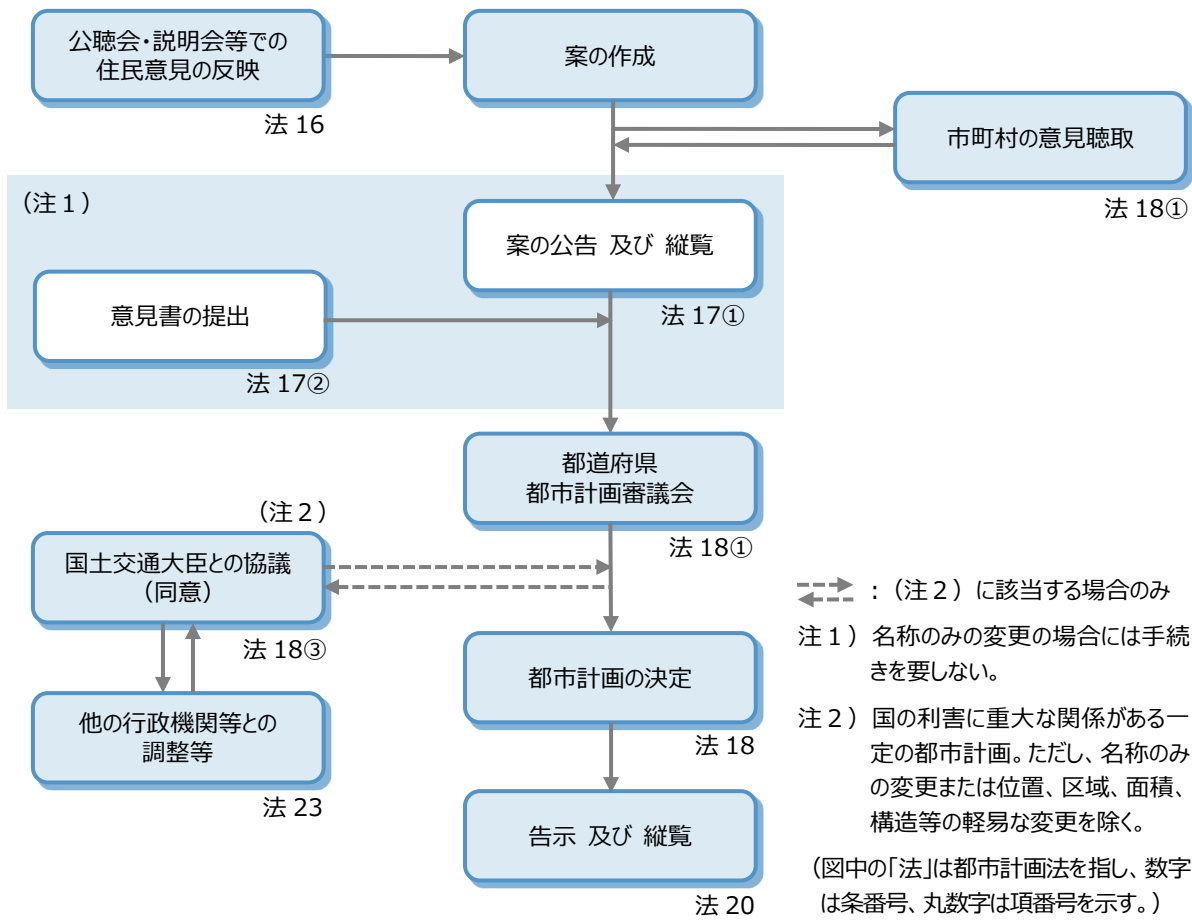 公聴会・説明会等での
住民意見の反映
法 16
案の作成
市町村の意見聴取
法 18①
（注１）
案の公告 及び 縦覧
法 17①
意見書の提出
法 17②
都道府県
都市計画審議会
法 18①
（注２）
国土交通大臣との協議
（同意）
法 18③
他の行政機関等との
調整等
法 23
都市計画の決定
法 18
告示 及び 縦覧
法 20
：（注２）に該当する場合のみ
注１）名称のみの変更の場合には手続
きを要しない。
注２）国の利害に重大な関係がある一
定の都市計画。ただし、名称のみ
の変更または位置、区域、面積、
構造等の軽易な変更を除く。
（図中の「法」は都市計画法を指し、数字
は条番号、丸数字は項番号を示す。）